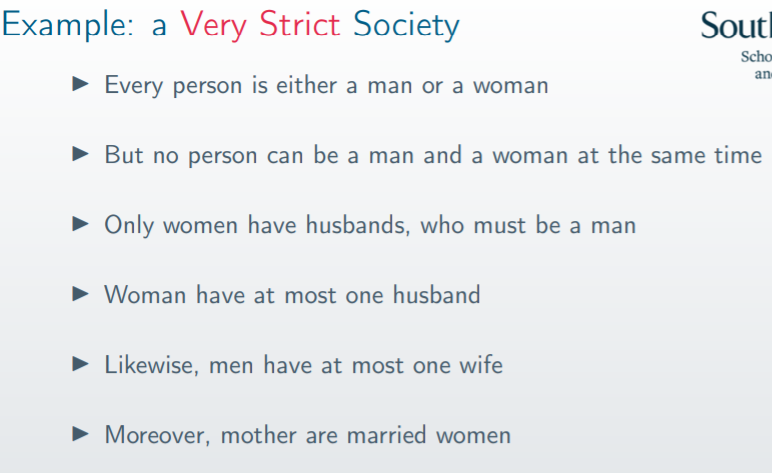 Example: a Very Strict Society
▶ Every person is either a man or a woman
▶ But no person can be a man and a woman at the same time
▶ Only women have husbands, who must be a man
▶ Woman have at most one husband
▶ Likewise, men have at most one wife
▶ Moreover, mother are married women